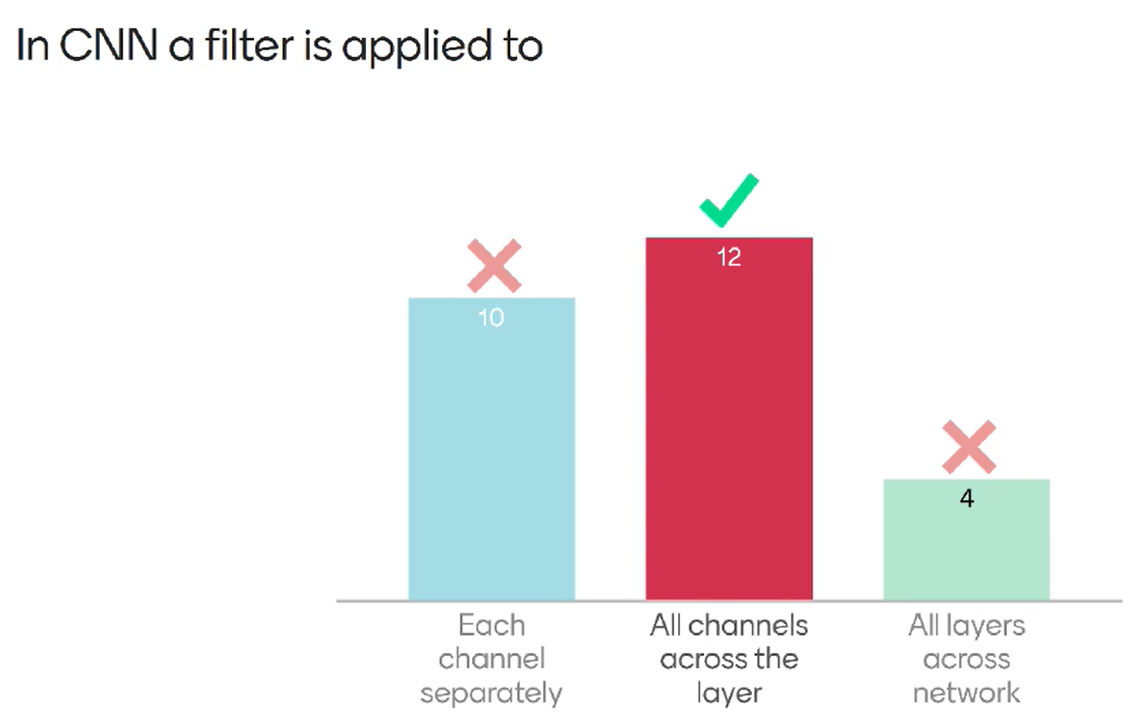 In CNN a filter is applied to
10
12
4
Each
channel
separately
All channels
across the
layer
All layers
across
network